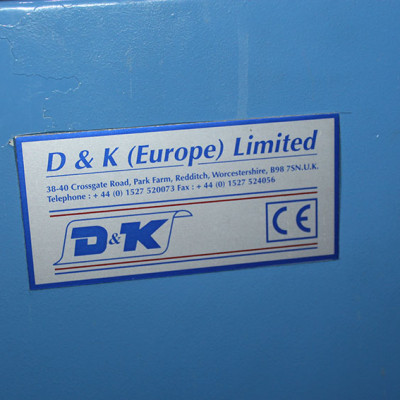 D & K (Europe) Limited
38-40 Crossgate Road, Park Farm, Redditch, Worcestershire, B98 7SN.U.K.
Telephone : + 44 (0) 1527 520073 Fax : + 44 (0) 1527 524056
D&K
CE